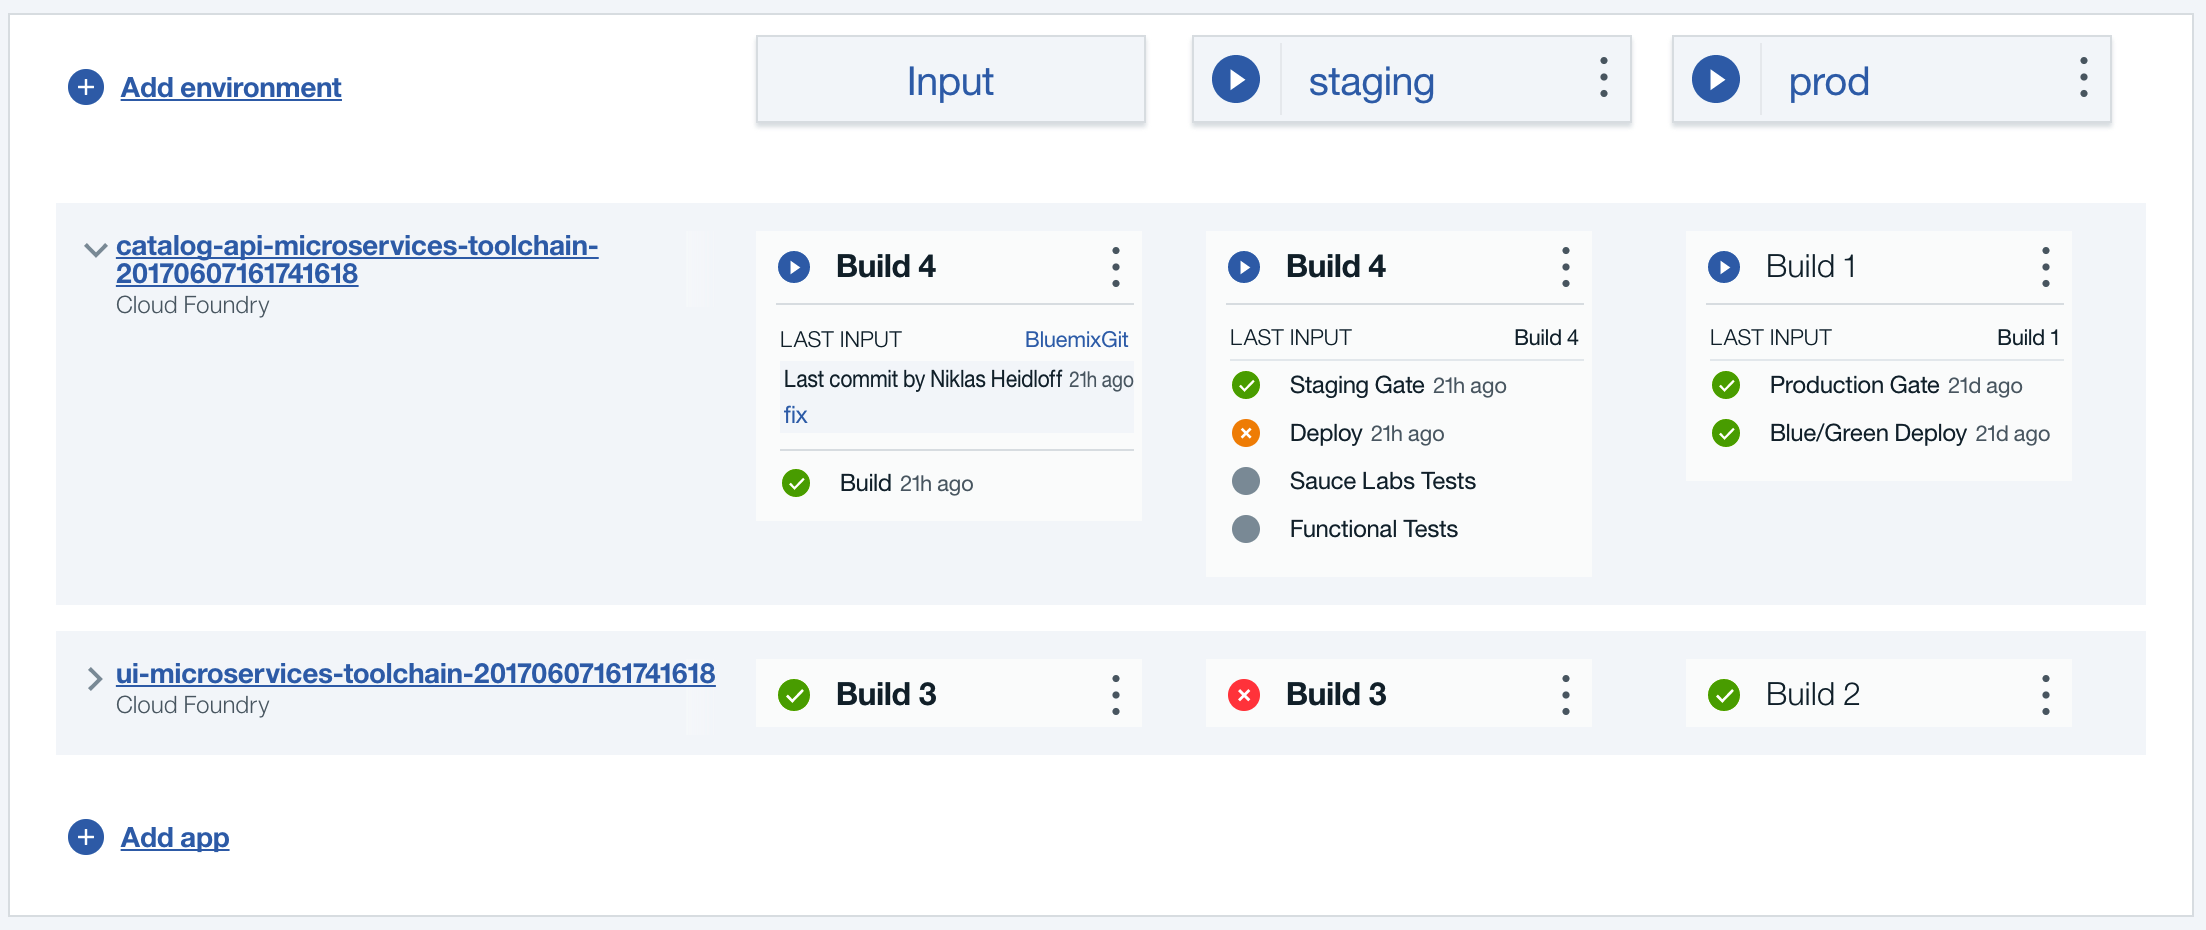 Add environment
Input
staging
prod
catalog-api-microservices-toolchain-
20170607161741618
Cloud Foundry
Build 4
LAST INPUT BluemixGit
Last commit by Niklas Heidloff 21h ago
fix
Build 21h ago
Build 4
LAST INPUT Build 4
Staging Gate 21h ago
Deploy 21h ago
Sauce Labs Tests
Functional Tests
Build 1
LAST INPUT Build 1
Production Gate 21d ago
Blue/Green Deploy 21d ago
ui-microservices-toolchain-20170607161741618
Cloud Foundry
Build 3
Build 3
Build 2
Add app